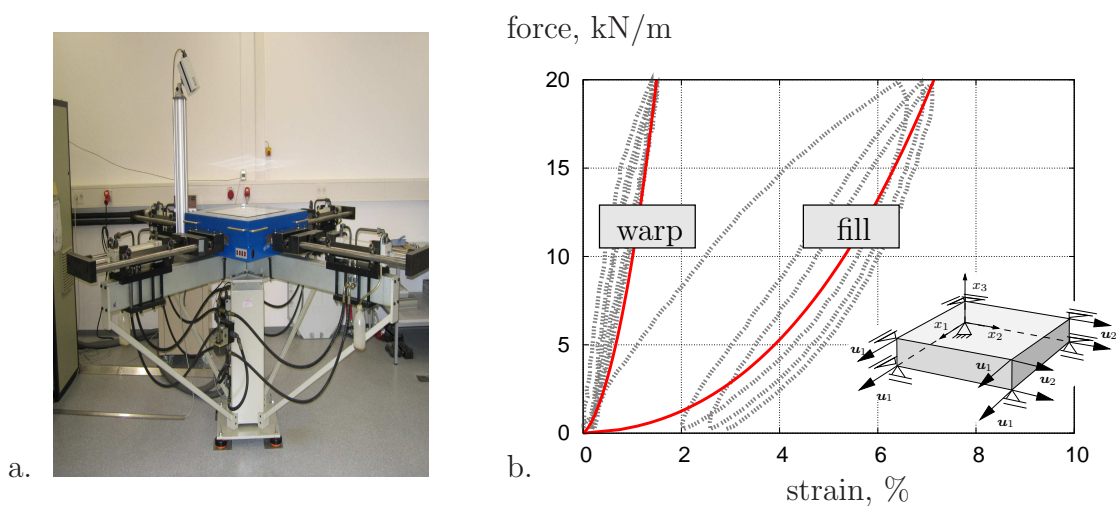 a.
b.
force, kN/m
20
15
10
5
0
0 2 4 6 8 10
strain, %
warp
fill
x₃
x₁
x₂
u₁
u₂
u₁ u₂
u₁
u₁